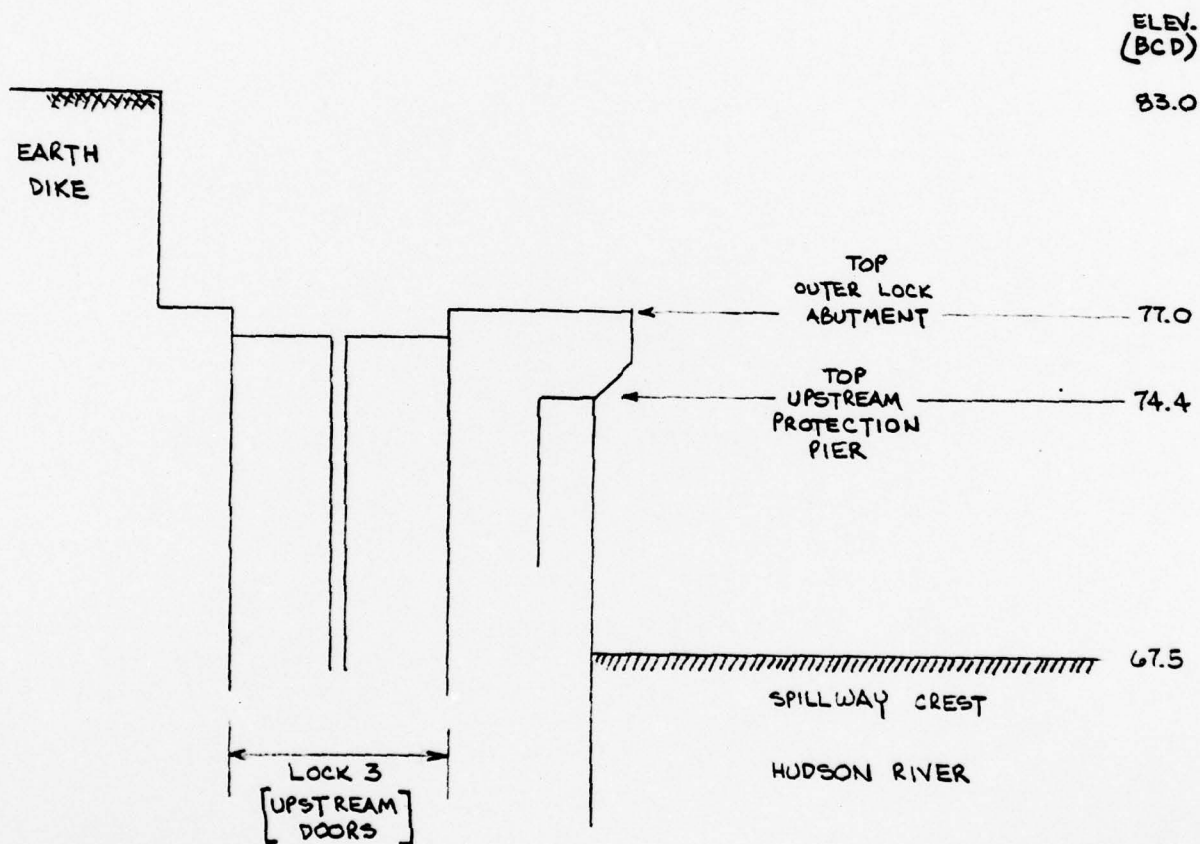 ELEV.
(BCD)
83.0
EARTH
DIKE
TOP
OUTER LOCK
ABUTMENT
77.0
TOP
UPSTREAM
PROTECTION
PIER
74.4
67.5
SPILLWAY CREST
HUDSON RIVER
LOCK 3
[UPSTREAM
DOORS]